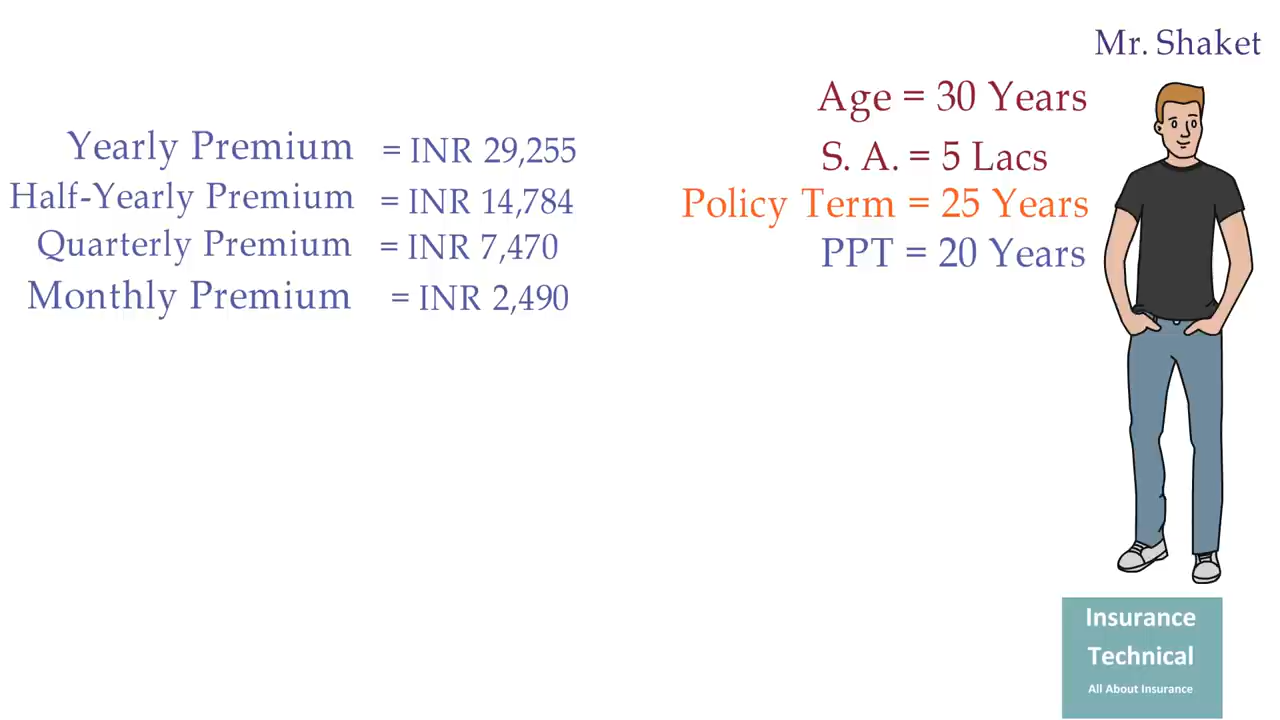 Mr. Shaket
Age = 30 Years
S. A. = 5 Lacs
Policy Term = 25 Years
PPT = 20 Years
Yearly Premium = INR 29,255
Half-Yearly Premium = INR 14,784
Quarterly Premium = INR 7,470
Monthly Premium = INR 2,490
Insurance
Technical
All About Insurance